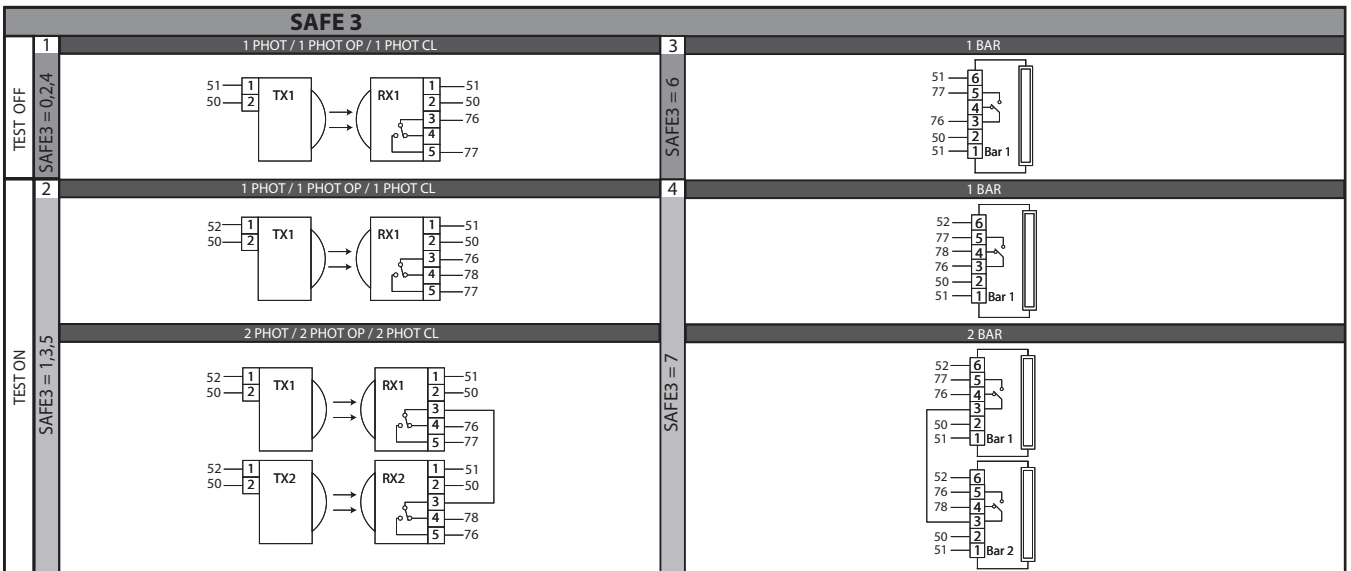 SAFE 3
TEST OFF
1
SAFE3 = 0,2,4
1 PHOT / 1 PHOT OP / 1 PHOT CL
51 1 TX1 RX1 1 51
50 2 2 50
3 76
4
5 77
3
SAFE3 = 6
1 BAR
51 6
77 5
4
76 3
50 2
51 1 Bar 1
TEST ON
2
SAFE3 = 1,3,5
1 PHOT / 1 PHOT OP / 1 PHOT CL
52 1 TX1 RX1 1 51
50 2 2 50
3 76
4 78
5 77
2 PHOT / 2 PHOT OP / 2 PHOT CL
52 1 TX1 RX1 1 51
50 2 2 50
3
4 76
5 77
52 1 TX2 RX2 1 51
50 2 2 50
3
4 78
5 76
4
SAFE3 = 7
1 BAR
52 6
77 5
78 4
76 3
50 2
51 1 Bar 1
2 BAR
52 6
77 5
76 4
3
50 2
51 1 Bar 1
52 6
76 5
78 4
3
50 2
51 1 Bar 2